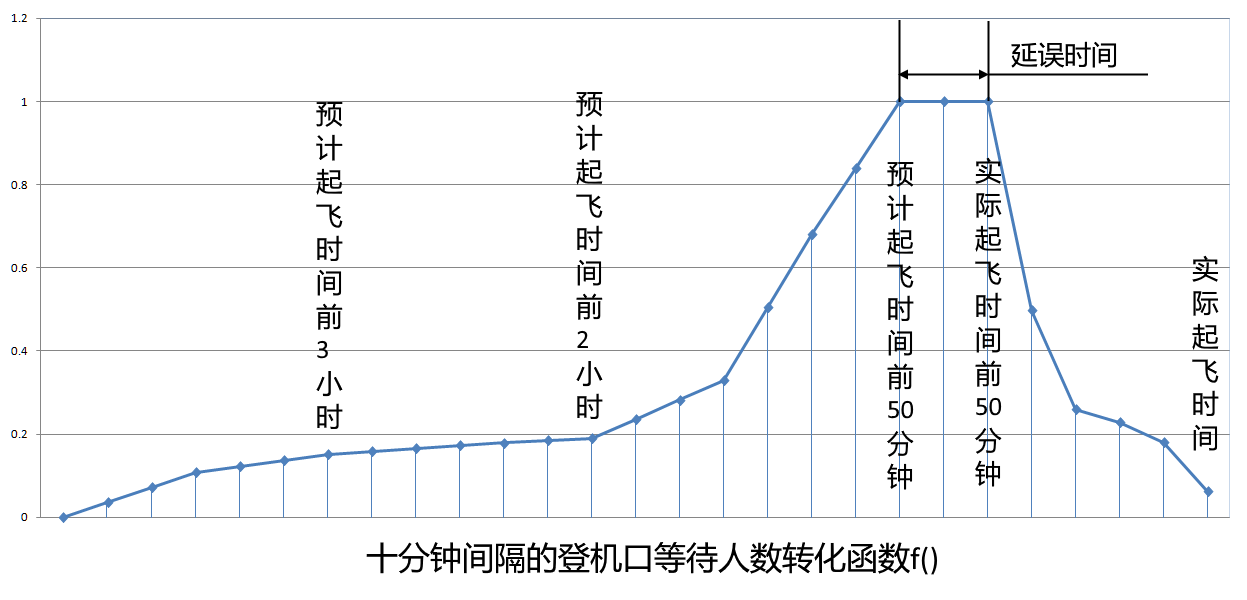 1.2
1
0.8
0.6
0.4
0.2
0
延误时间
预计起飞时间前3小时
预计起飞时间前2小时
预计起飞时间前50分钟
实际起飞时间前50分钟
实际起飞时间
十分钟间隔的登机口等待人数转化函数f()